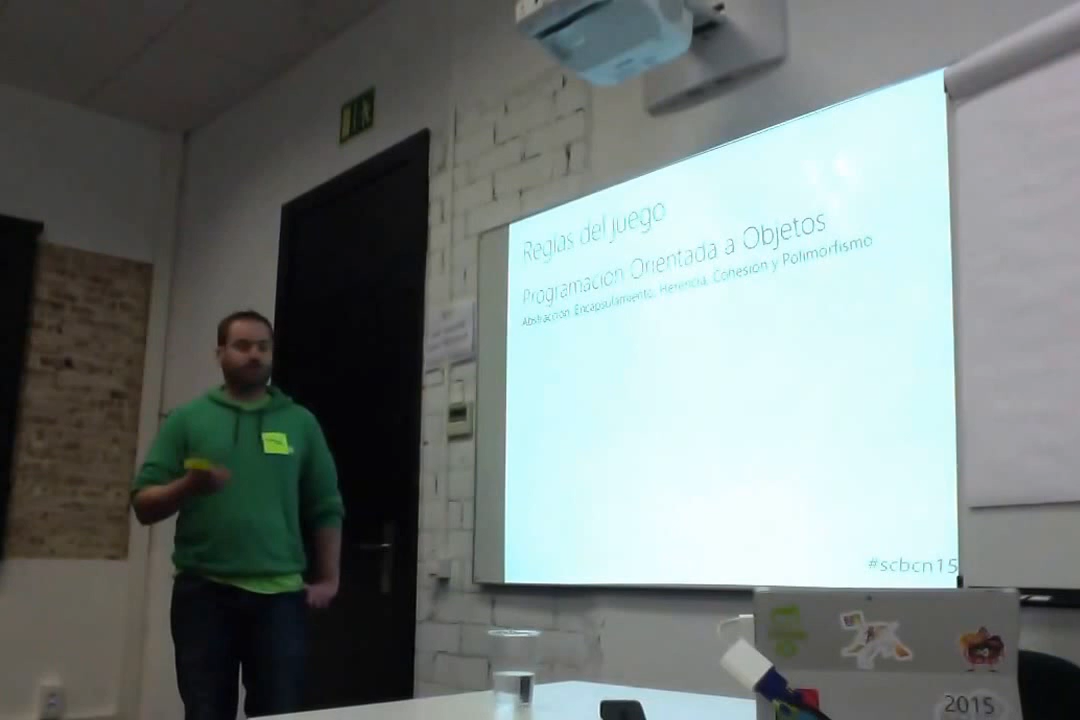 Reglas del juego
Programación Orientada a Objetos
Abstracción, Encapsulamiento, Herencia, Cohesión y Polimorfismo
#scbcn15
2015